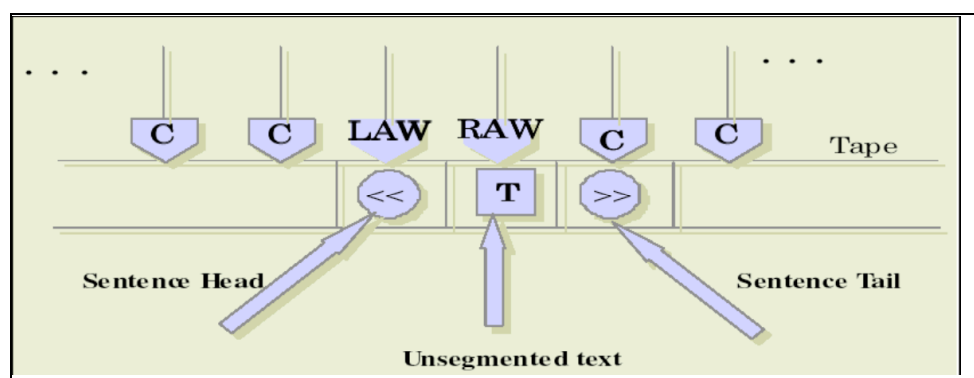 . . .
. . .
C C LAW RAW C C
Tape
<< T >>
Sentence Head
Sentence Tail
Unsegmented text